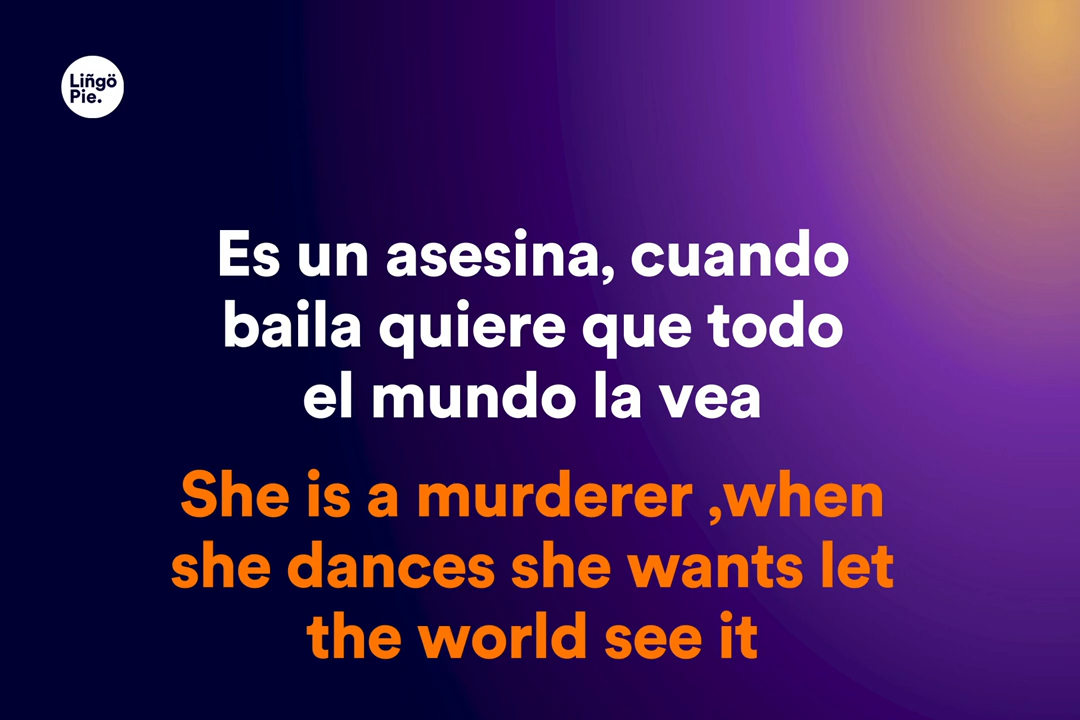 Liñgö
Pie.
Es un asesina, cuando
baila quiere que todo
el mundo la vea
She is a murderer ,when
she dances she wants let
the world see it